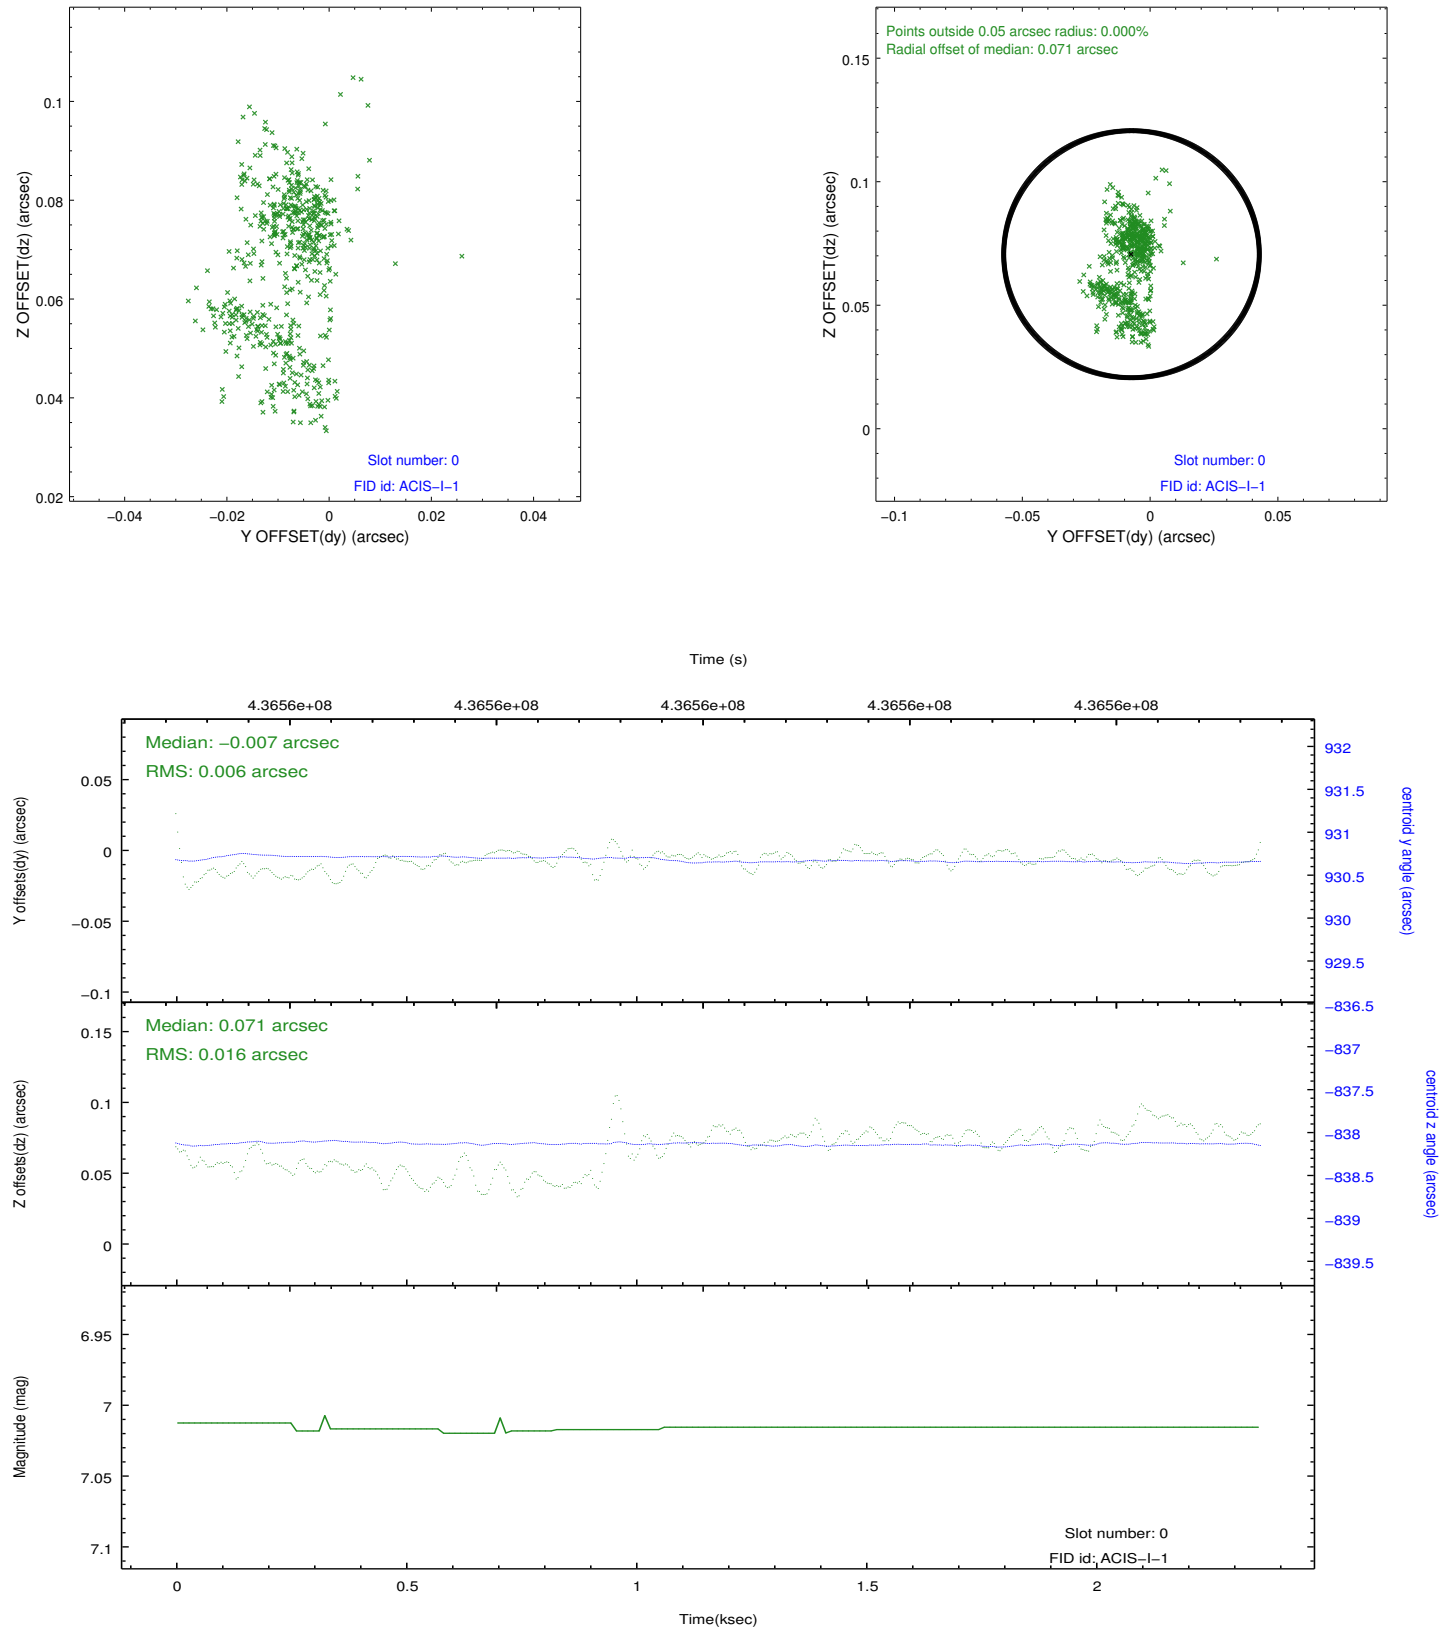 0.1
0.08
0.06
0.04
0.02
Z OFFSET(dz) (arcsec)
Slot number: 0
FID id: ACIS−I−1
−0.04
−0.02
0
0.02
0.04
Y OFFSET(dy) (arcsec)
Points outside 0.05 arcsec radius: 0.000%
Radial offset of median: 0.071 arcsec
0.15
0.1
0.05
0
Z OFFSET(dz) (arcsec)
Slot number: 0
FID id: ACIS−I−1
−0.1
−0.05
0
0.05
Y OFFSET(dy) (arcsec)
Time (s)
4.3656e+08
4.3656e+08
4.3656e+08
4.3656e+08
4.3656e+08
Median: −0.007 arcsec
RMS: 0.006 arcsec
0.05
0
−0.05
−0.1
Y offsets(dy) (arcsec)
932
931.5
931
930.5
930
929.5
centroid y angle (arcsec)
Median: 0.071 arcsec
RMS: 0.016 arcsec
0.15
0.1
0.05
0
Z offsets(dz) (arcsec)
−836.5
−837
−837.5
−838
−838.5
−839
−839.5
centroid z angle (arcsec)
6.95
7
7.05
7.1
Magnitude (mag)
Slot number: 0
FID id: ACIS−I−1
0
0.5
1
1.5
2
Time(ksec)